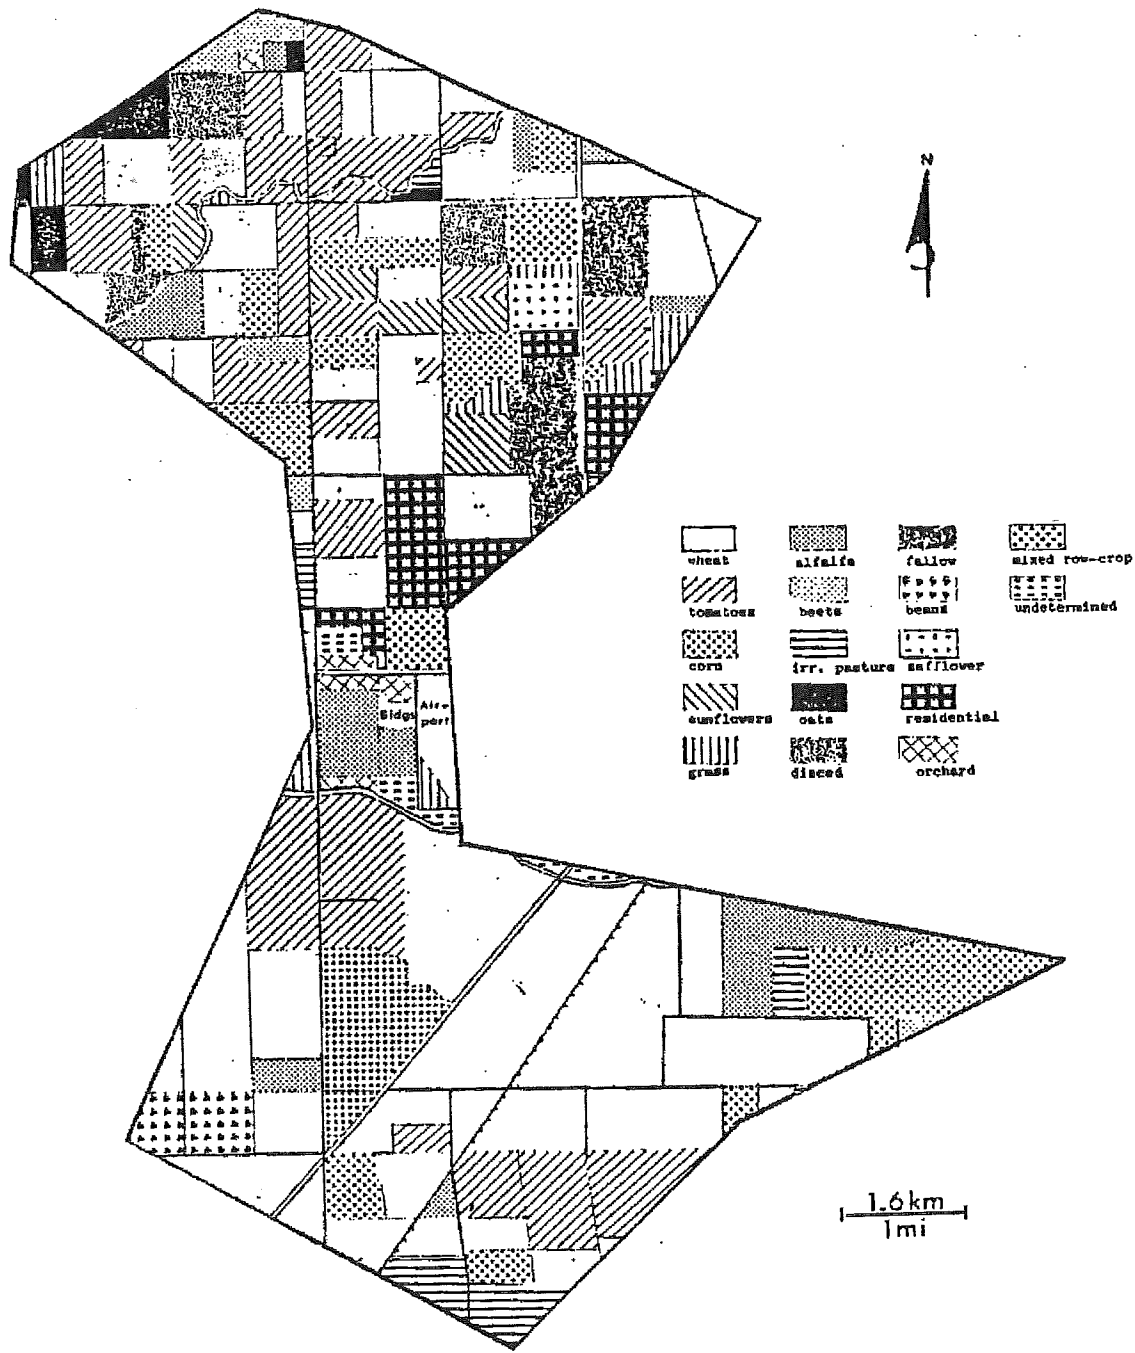 N
wheat alfalfa fallow mixed row-crop
tomatoes beets beans undetermined
corn irr. pasture safflower
sunflowers oats residential
grass disced orchard
Bldgs
Air-
port
1.6km
1mi